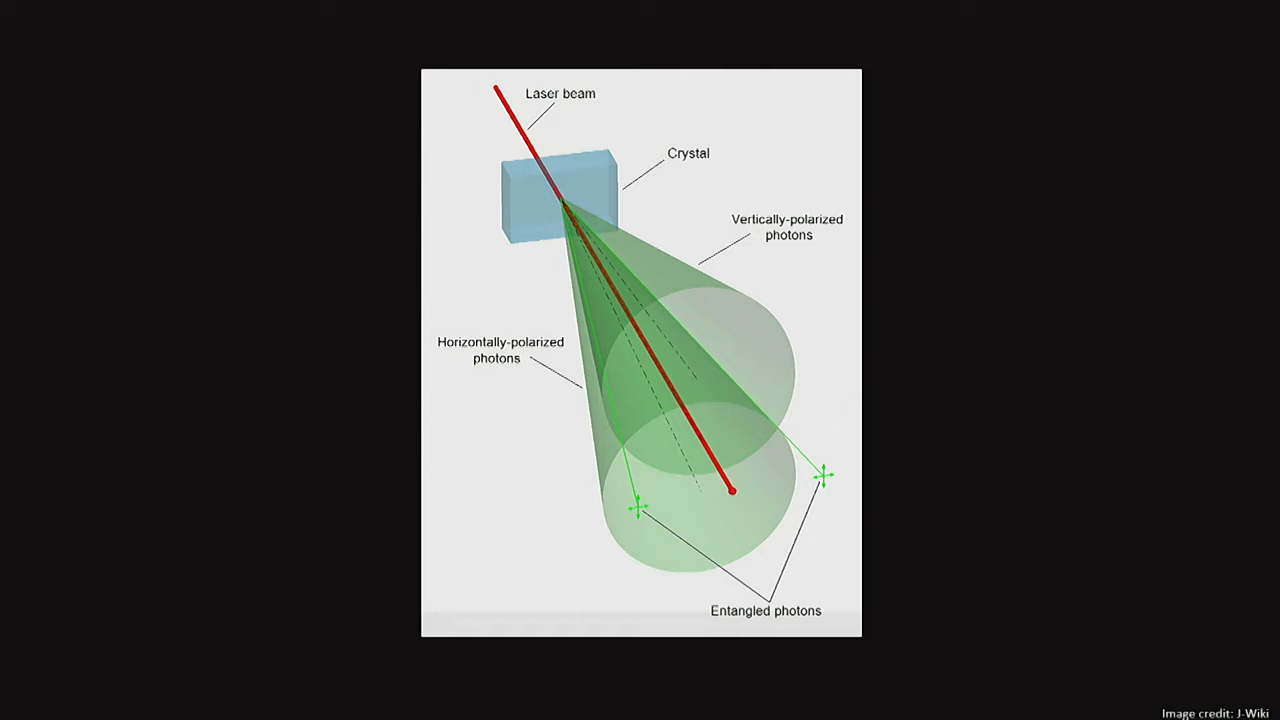 Laser beam
Crystal
Vertically-polarized
photons
Horizontally-polarized
photons
Entangled photons
Image credit: J-Wiki